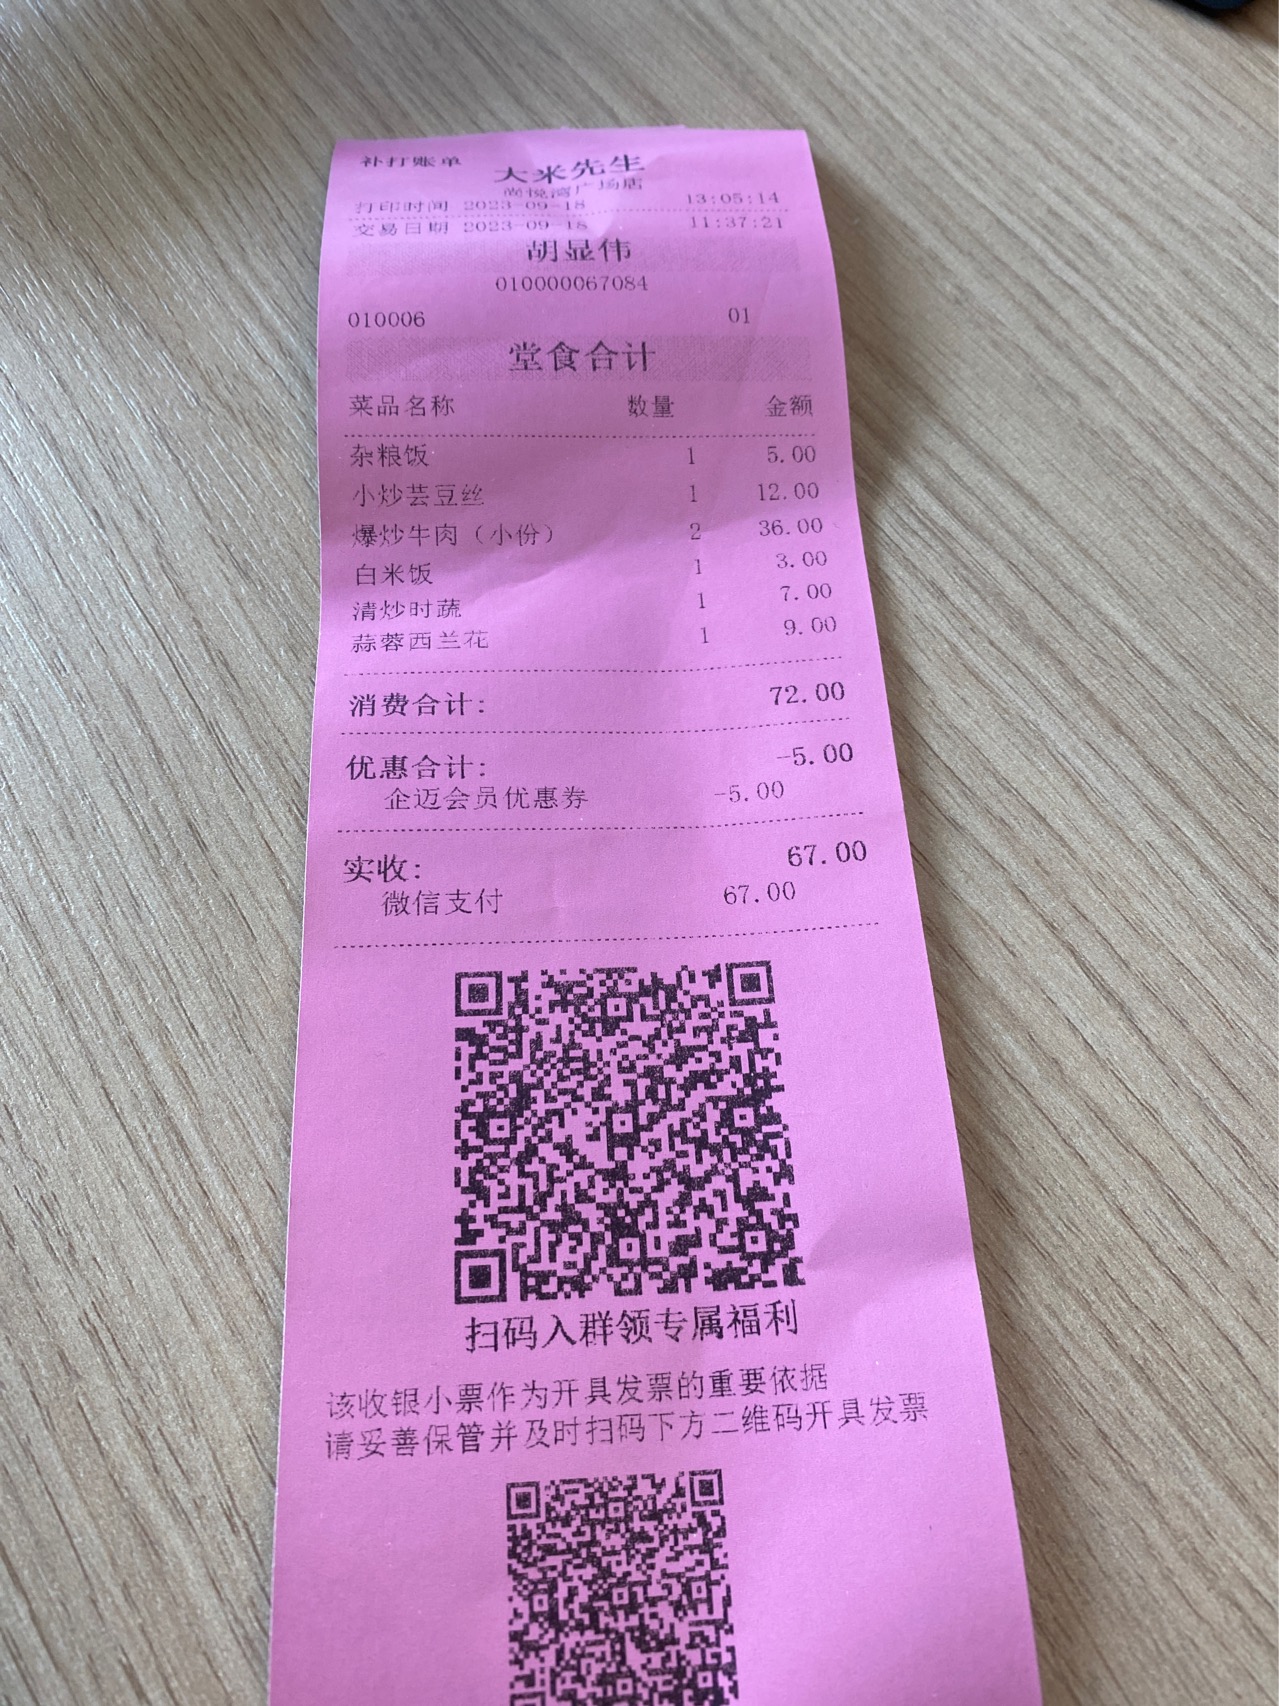 补打账单
大米先生
尚悦湾广场店
打印时间 2023-09-18 13:05:14
交易日期 2023-09-18 11:37:21
胡显伟
010000067084
010006 01
堂食合计
菜品名称 数量 金额
杂粮饭 1 5.00
小炒芸豆丝 1 12.00
爆炒牛肉（小份） 2 36.00
白米饭 1 3.00
清炒时蔬 1 7.00
蒜蓉西兰花 1 9.00
消费合计: 72.00
优惠合计: -5.00
企迈会员优惠券 -5.00
实收: 67.00
微信支付 67.00
扫码入群领专属福利
该收银小票作为开具发票的重要依据
请妥善保管并及时扫码下方二维码开具发票